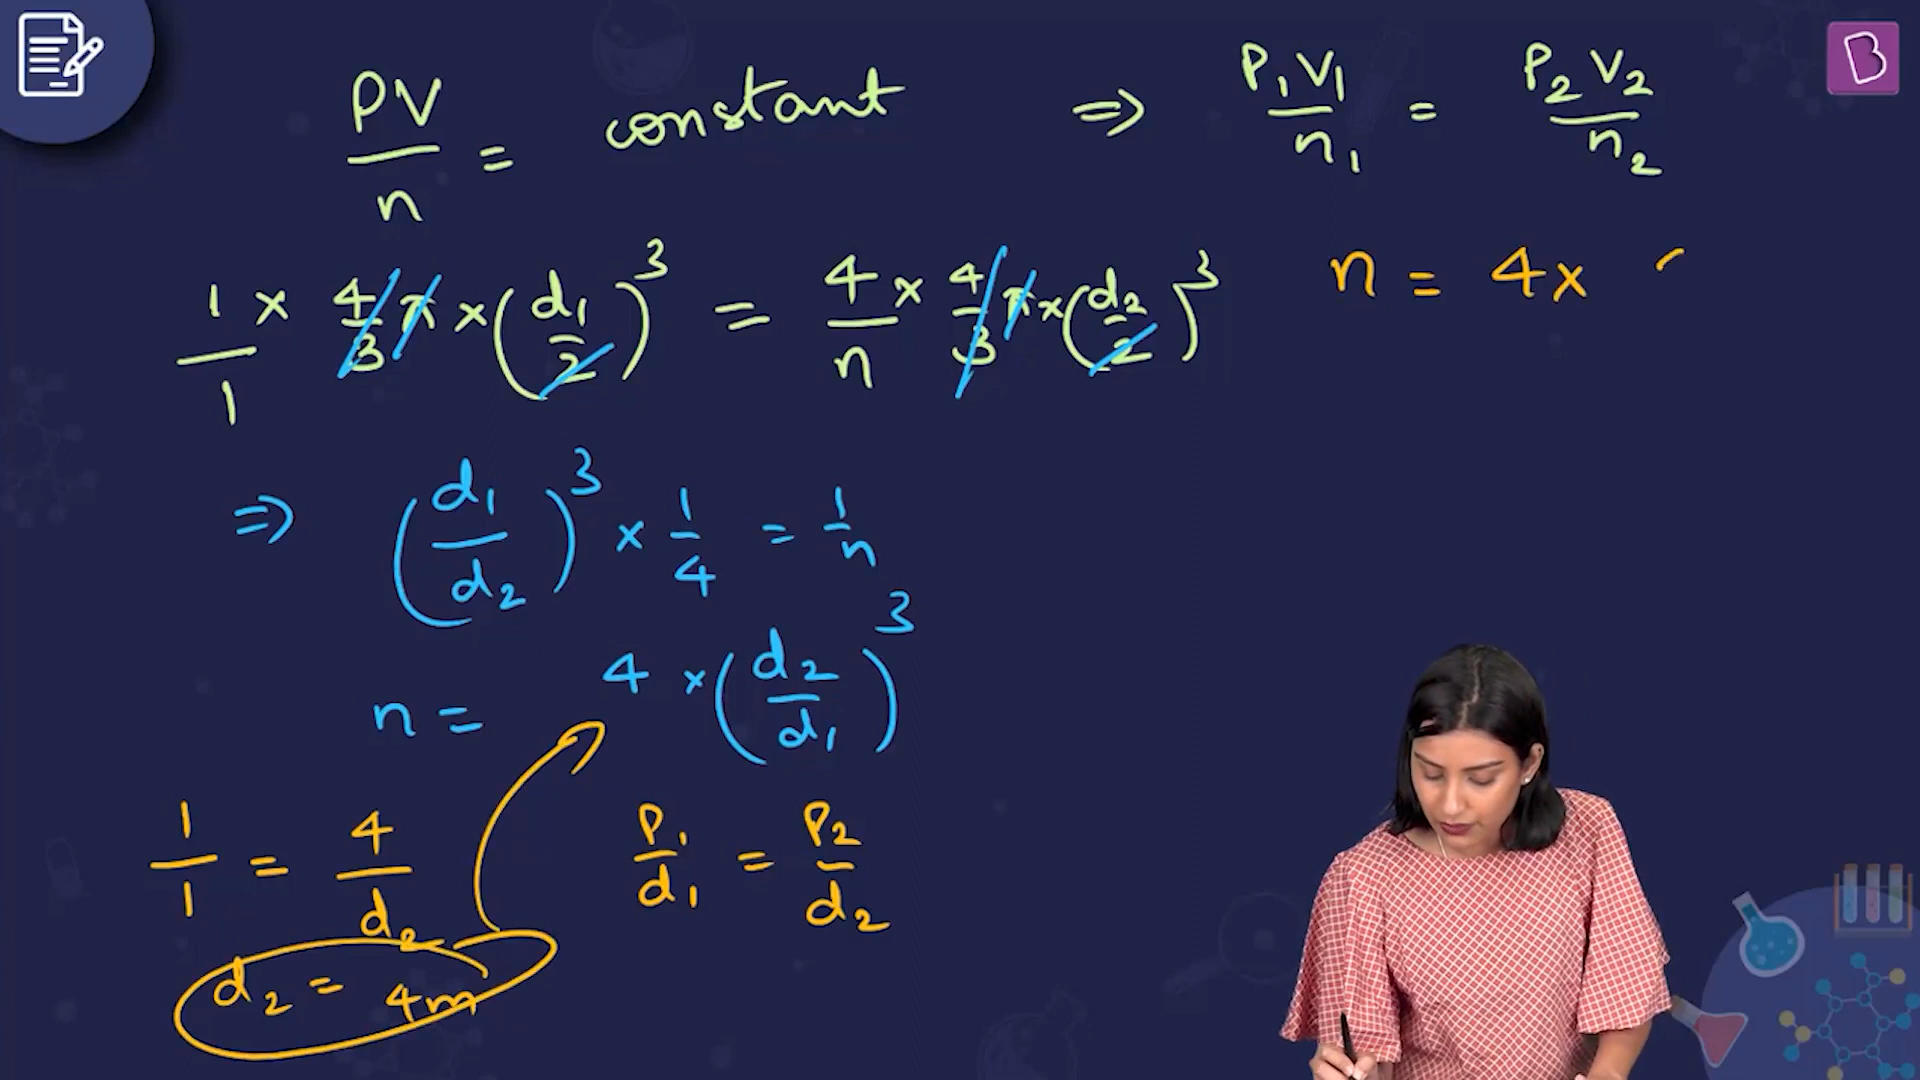 PV/n = constant ⇒ P₁V₁/n₁ = P₂V₂/n₂
1/1 × 4/3 π × (d₁/2)³ = 4/n × 4/3 π × (d₂/2)³
n = 4×
⇒ (d₁/d₂)³ × 1/4 = 1/n
n = 4 × (d₂/d₁)³
1/1 = 4/d₂
P₁/d₁ = P₂/d₂
d₂ = 4m
B